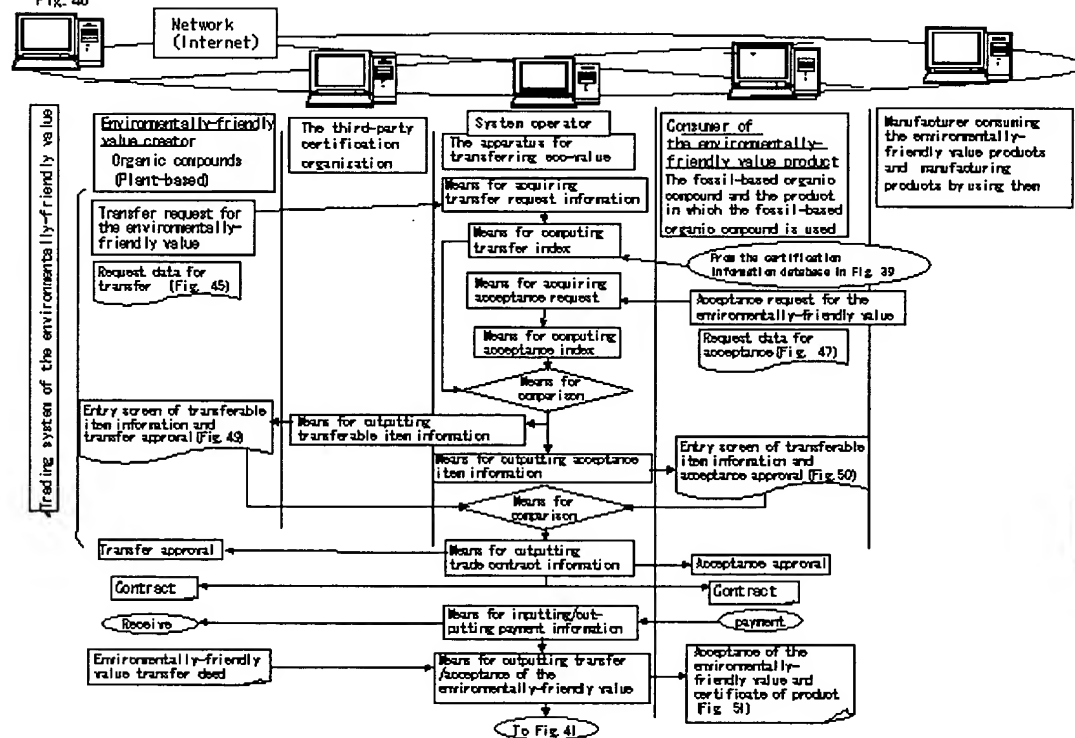 Fig. 40
Network
(Internet)
Trading system of the environmentally-friendly value
Environmentally-friendly
value creator
Organic compounds
(Plant-based)
The third-party
certification
organization
System operator
The apparatus for
transferring eco-value
Consumer of
the environmentally-
friendly value product
The fossil-based organic
compound and the product
in which the fossil-based
organic compound is used
Manufacturer consuming
the environmentally-
friendly value products
and manufacturing
products by using them
Transfer request for
the environmentally-
friendly value
Request data for
transfer (Fig. 45)
Means for acquiring
transfer request information
Means for computing
transfer index
From the certification
information database in Fig. 39
Means for acquiring
acceptance request
Acceptance request for the
environmentally-friendly value
Means for computing
acceptance index
Request data for
acceptance (Fig. 47)
Means for
comparison
Entry screen of transferable
item information and
transfer approval (Fig. 49)
Means for outputting
transferable item information
Means for outputting acceptance
item information
Entry screen of transferable
item information and
acceptance approval (Fig. 50)
Means for
comparison
Transfer approval
Means for outputting
trade contract information
Acceptance approval
Contract
Contract
Receive
Means for inputting/out-
putting payment information
payment
Environmentally-friendly
value transfer deed
Means for outputting transfer
/acceptance of the
environmentally-friendly value
Acceptance of the
environmentally-
friendly value and
certificate of product
(Fig. 51)
To Fig. 41